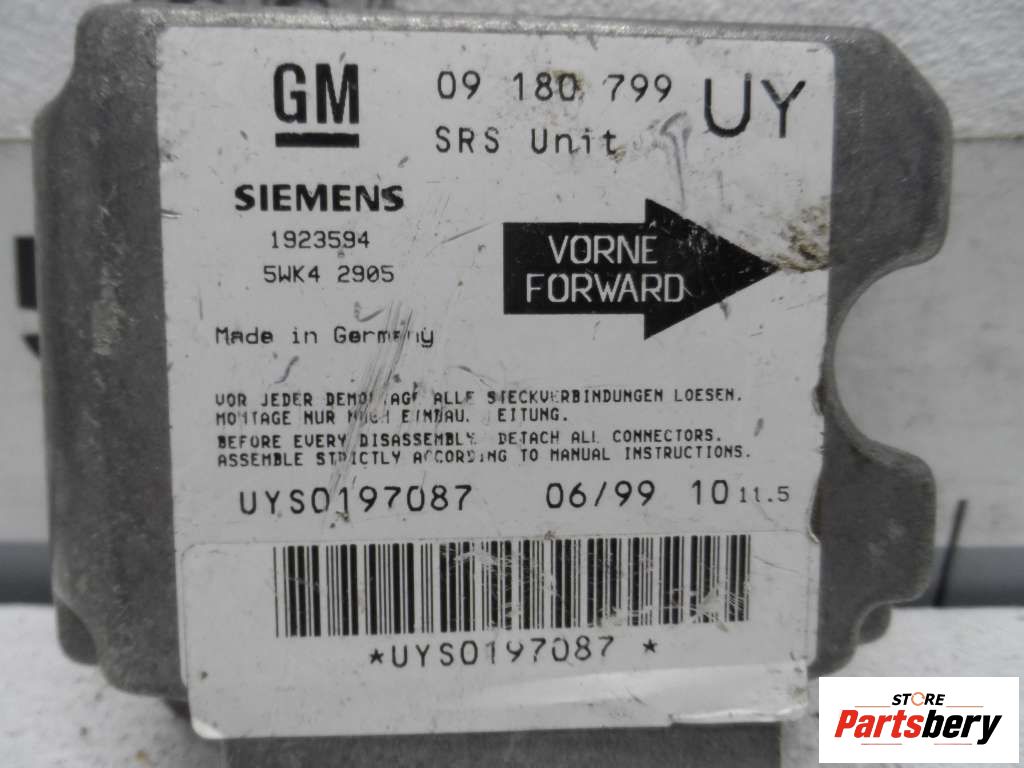 GM 09 180 799 UY
SRS Unit
SIEMENS
1923594
5WK4 2905
VORNE
FORWARD
Made in Germany
VOR JEDER DEMONTAGE ALLE STECKVERBINDUNGEN LOESEN.
MONTAGE NUR NACH EINBAULEITUNG.
BEFORE EVERY DISASSEMBLY DETACH ALL CONNECTORS.
ASSEMBLE STRICTLY ACCORDING TO MANUAL INSTRUCTIONS.
UYS0197087 06/99 10 11.5
*UYS0197087 *
STORE
Partsbery